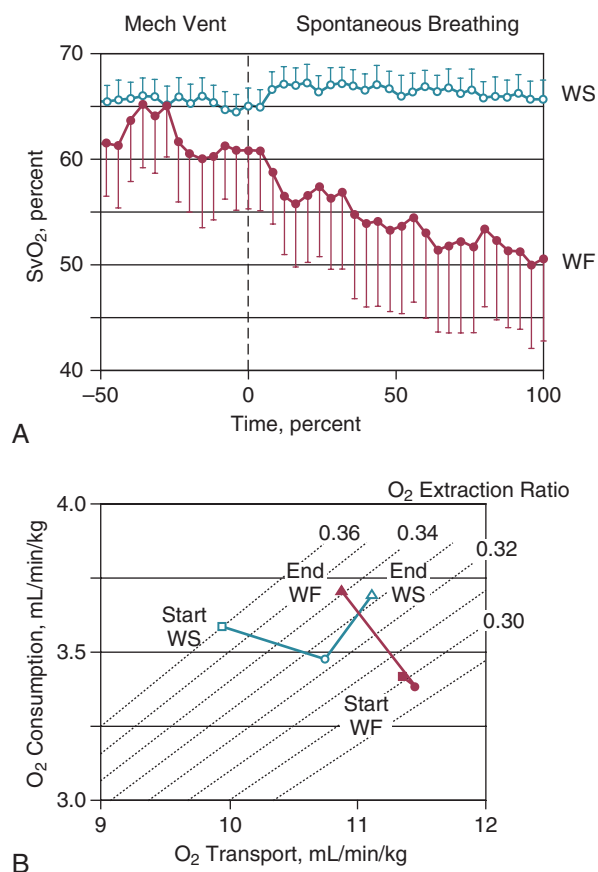 Mech Vent Spontaneous Breathing
70
60
50
40
SvO2, percent
WS
WF
–50 0 50 100
Time, percent
A
O2 Extraction Ratio
4.0
3.5
3.0
O2 Consumption, mL/min/kg
0.36 0.34
0.32
0.30
End
WF
End
WS
Start
WS
Start
WF
9 10 11 12
O2 Transport, mL/min/kg
B